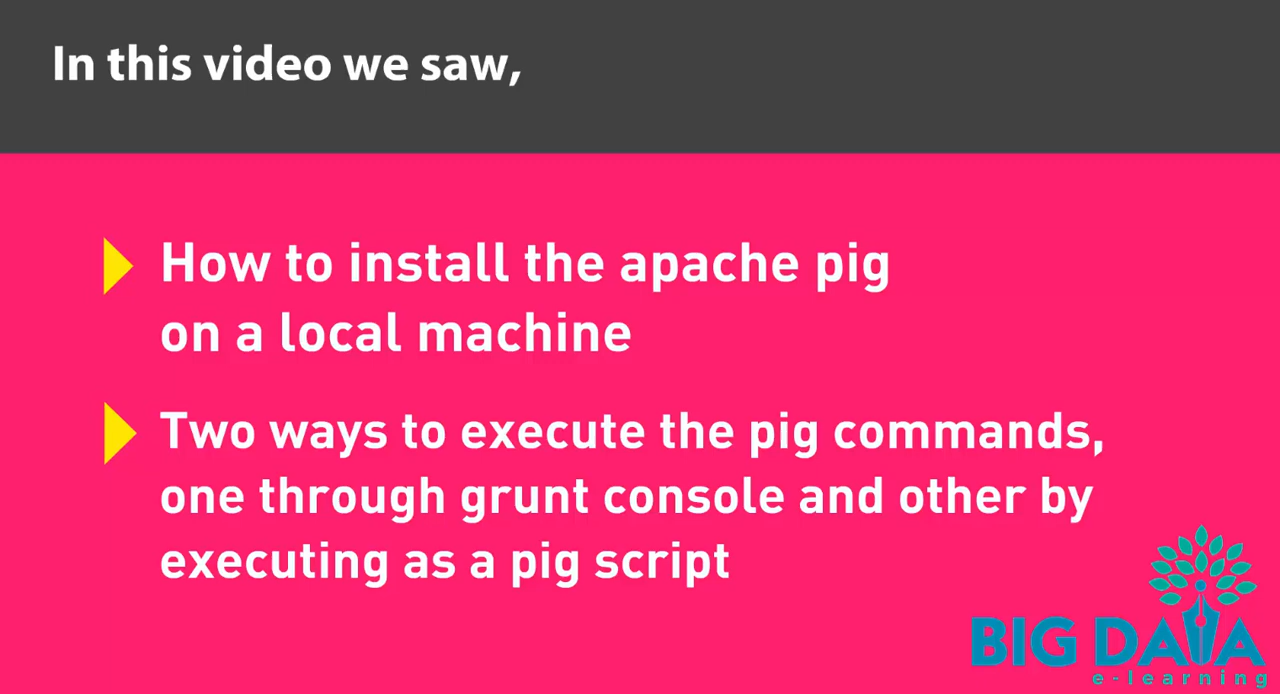 In this video we saw,
How to install the apache pig
on a local machine
Two ways to execute the pig commands,
one through grunt console and other by
executing as a pig script
BIG DATA
e-learning